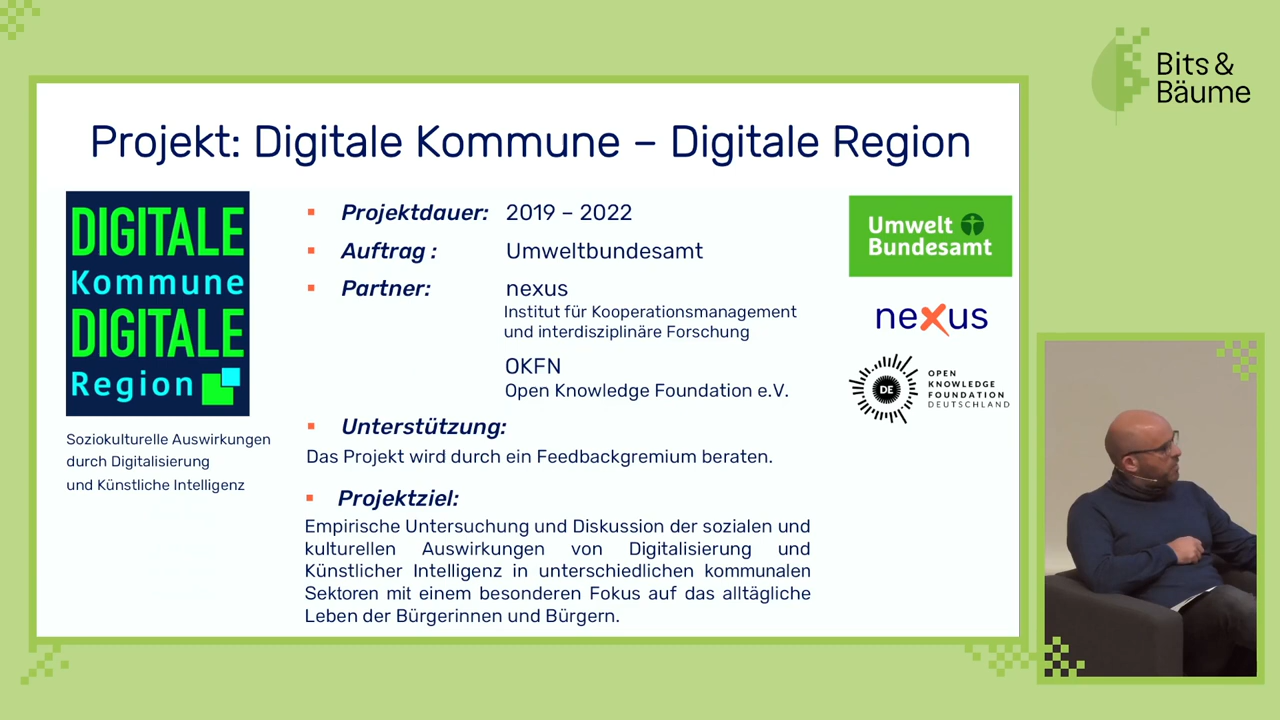 Bits &
Bäume
Projekt: Digitale Kommune – Digitale Region
DIGITALE
Kommune
DIGITALE
Region
Soziokulturelle Auswirkungen
durch Digitalisierung
und Künstliche Intelligenz
▪ Projektdauer: 2019 – 2022
▪ Auftrag : Umweltbundesamt
▪ Partner: nexus
Institut für Kooperationsmanagement
und interdisziplinäre Forschung
OKFN
Open Knowledge Foundation e.V.
▪ Unterstützung:
Das Projekt wird durch ein Feedbackgremium beraten.
▪ Projektziel:
Empirische Untersuchung und Diskussion der sozialen und
kulturellen Auswirkungen von Digitalisierung und
Künstlicher Intelligenz in unterschiedlichen kommunalen
Sektoren mit einem besonderen Fokus auf das alltägliche
Leben der Bürgerinnen und Bürgern.
Umwelt
Bundesamt
nexus
DE
OPEN
KNOWLEDGE
FOUNDATION
DEUTSCHLAND